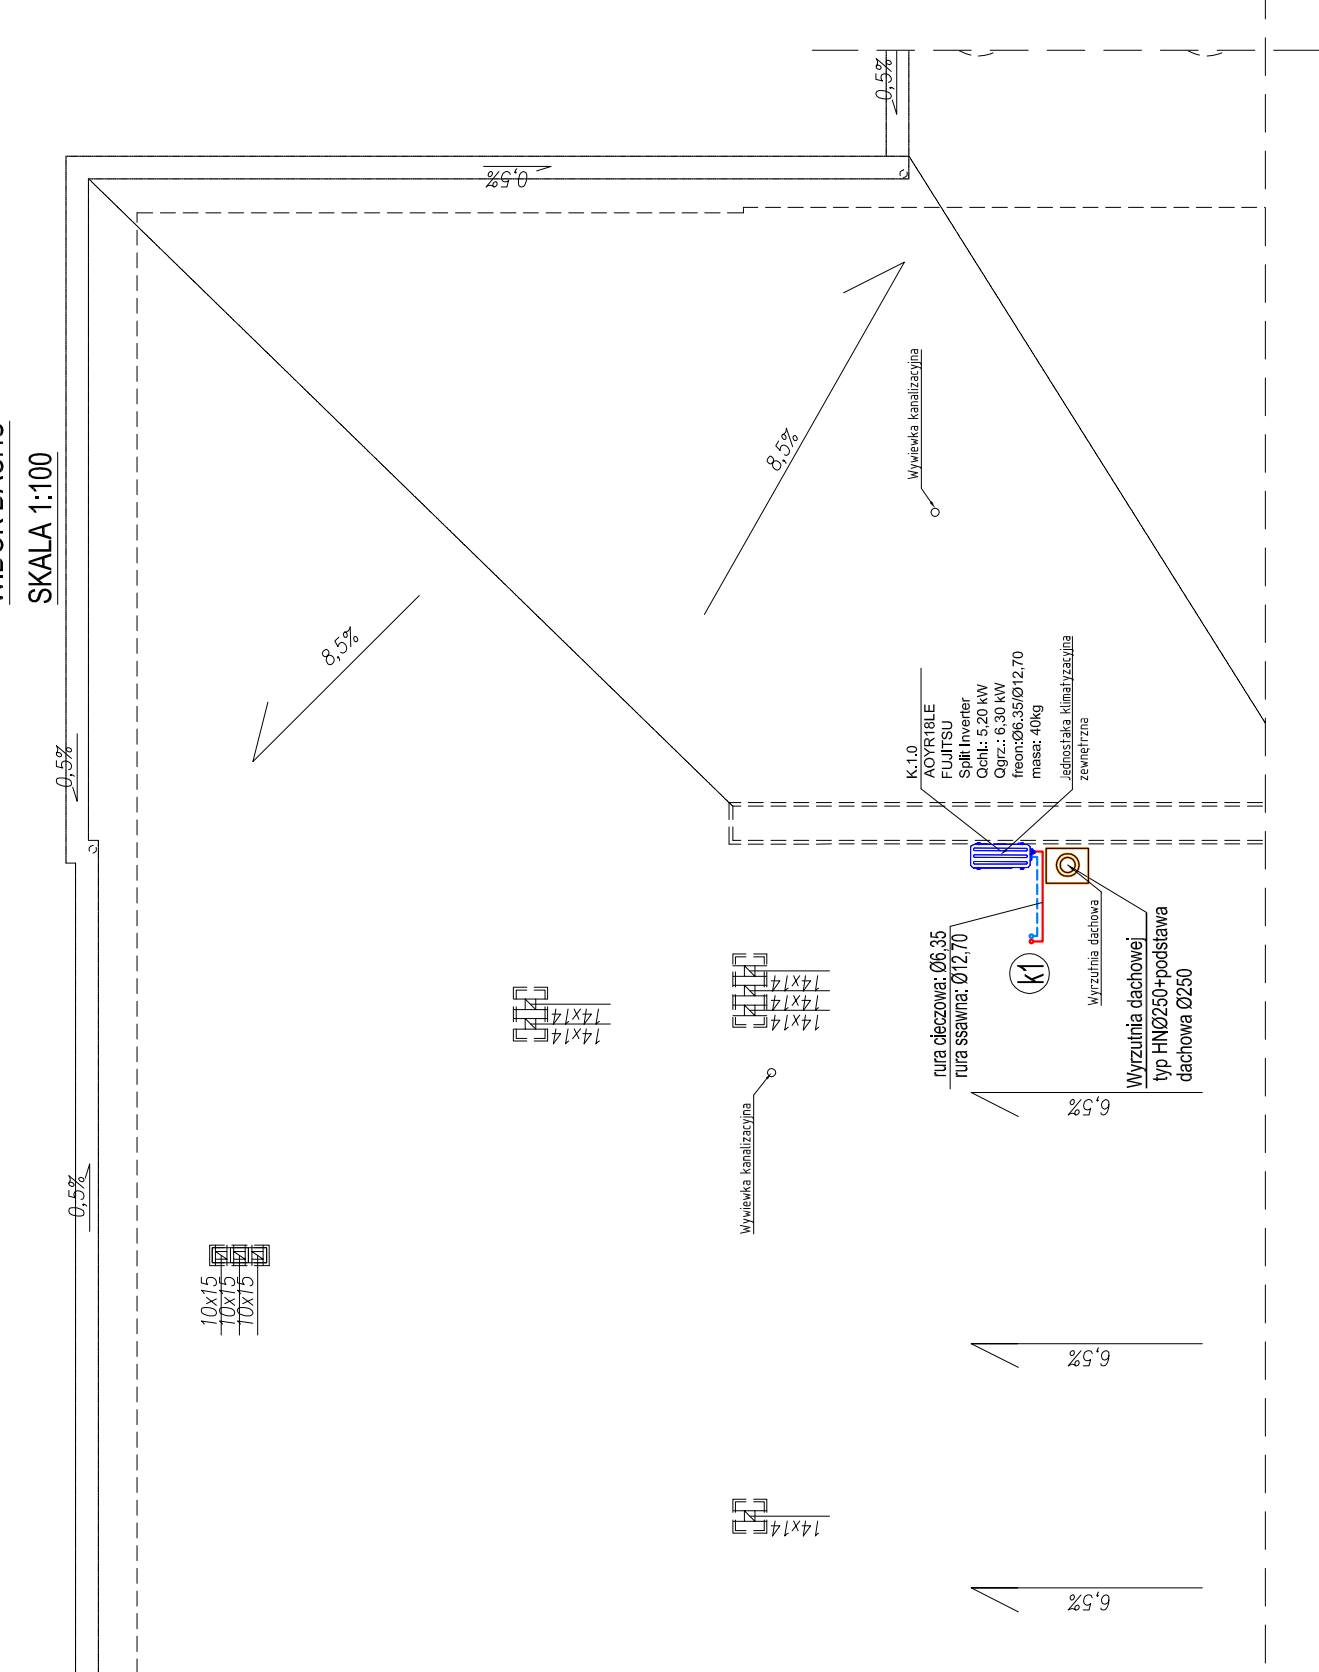 SKALA 1:100
0,5%
0,5%
0,5%
0,5%
8,5%
8,5%
Wywiewka kanalizacyjna
K.1.0
AOYR18LE
FUJITSU
Split Inverter
Qchł.: 5,20 kW
Qgrz.: 6,30 kW
freon:Ø6.35/Ø12,70
masa: 40kg
Jednostaka klimatyzacyjna
zewnętrzna
rura cieczowa: Ø6,35
rura ssawna: Ø12,70
k1
Wyrzutnia dachowa
Wyrzutnia dachowej
typ HNØ250+podstawa
dachowa Ø250
14x14
14x14
14x14
14x14
14x14
Wywiewka kanalizacyjna
10x15
10x15
10x15
14x14
6,5%
6,5%
6,5%